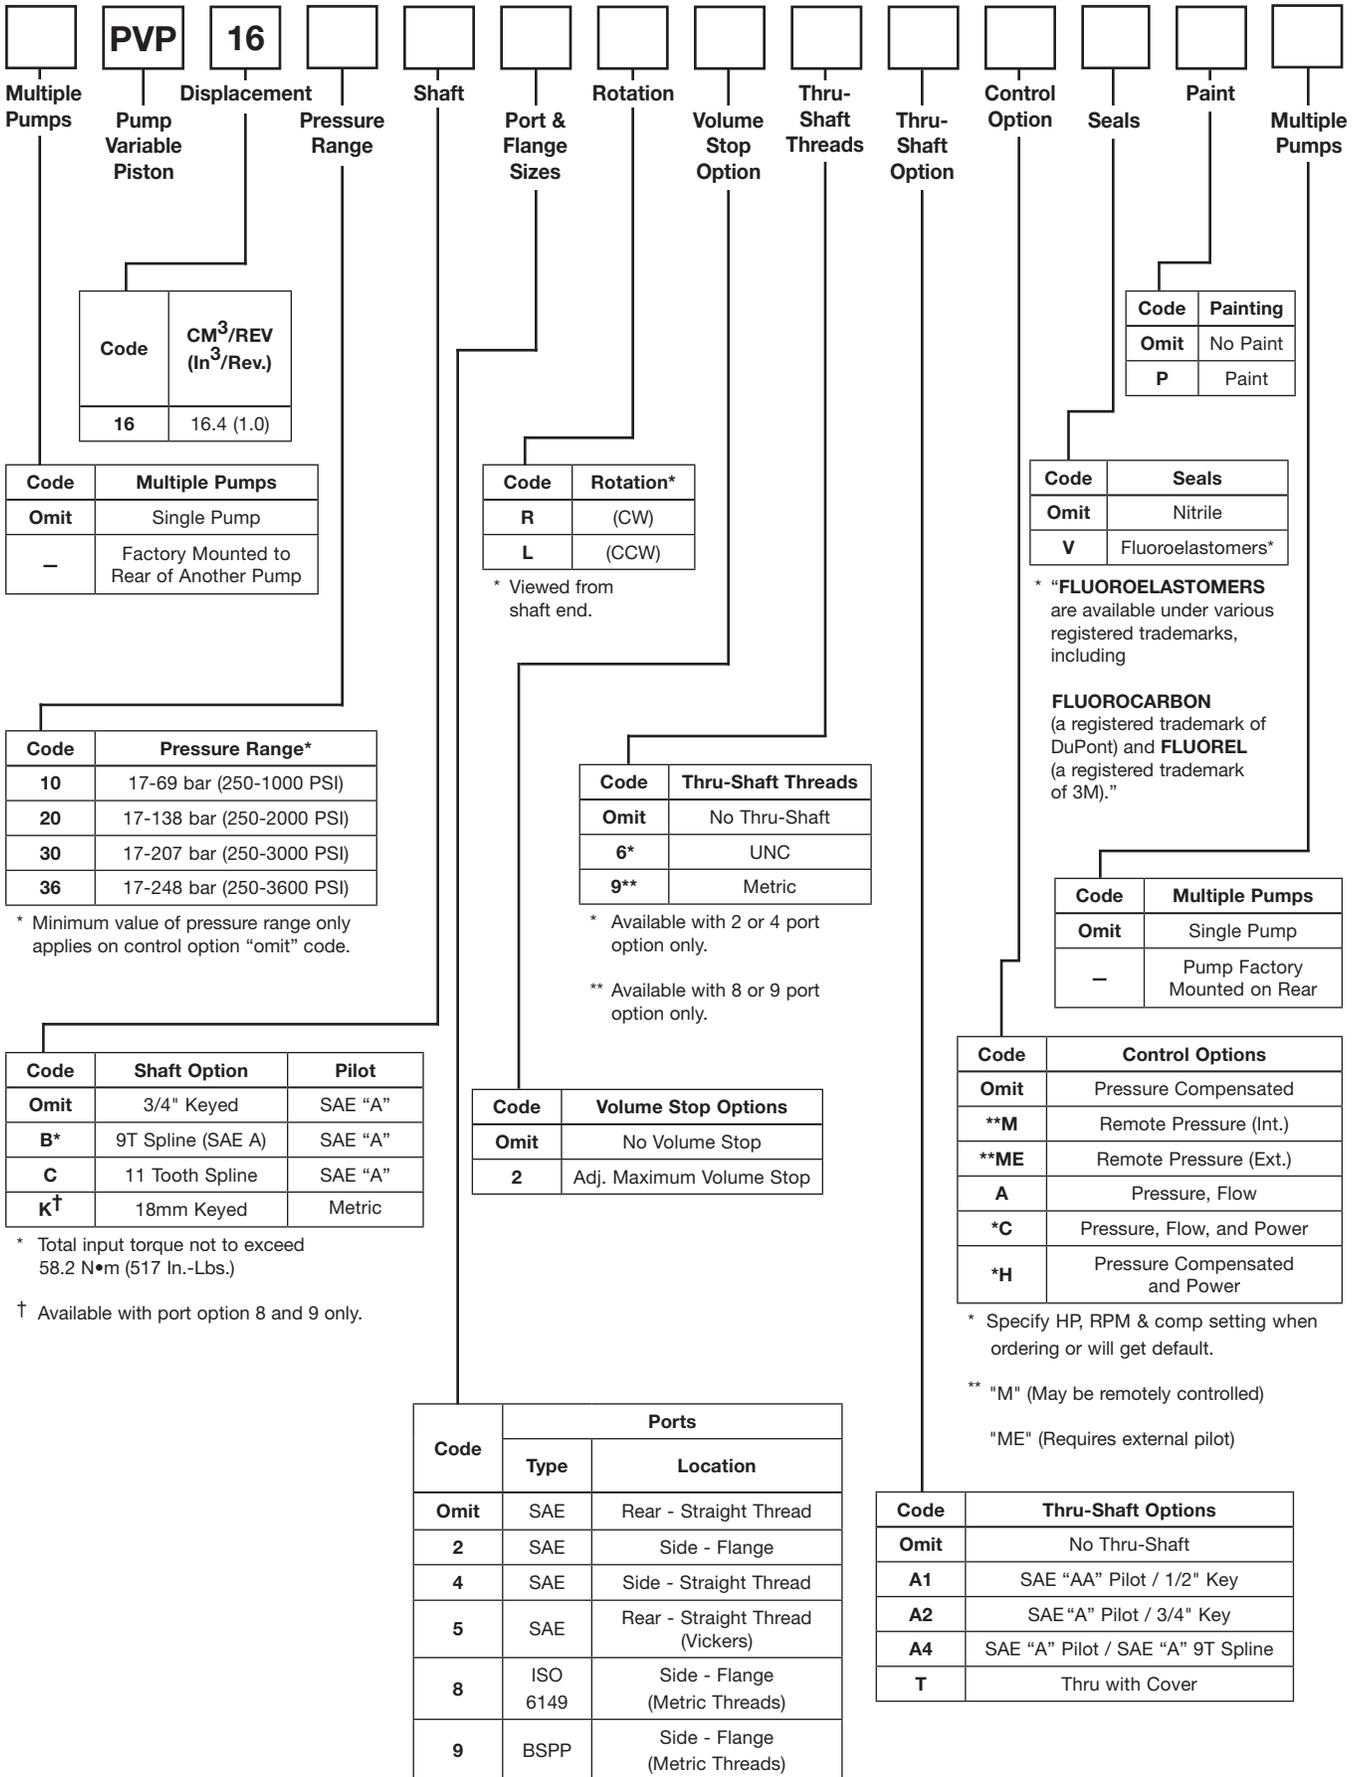 PVP
16
Multiple
Pumps
Pump
Variable
Piston
Displacement
Pressure
Range
Shaft
Port &
Flange
Sizes
Rotation
Volume
Stop
Option
Thru-
Shaft
Threads
Thru-
Shaft
Option
Control
Option
Seals
Paint
Multiple
Pumps
Code
CM3/REV
(In3/Rev.)
16 16.4 (1.0)
Code Painting
Omit No Paint
P Paint
Code Multiple Pumps
Omit Single Pump
– Factory Mounted to
Rear of Another Pump
Code Rotation*
R (CW)
L (CCW)
* Viewed from
shaft end.
Code Seals
Omit Nitrile
V Fluoroelastomers*
* “FLUOROELASTOMERS
are available under various
registered trademarks,
including
FLUOROCARBON
(a registered trademark of
DuPont) and FLUOREL
(a registered trademark
of 3M).”
Code Pressure Range*
10 17-69 bar (250-1000 PSI)
20 17-138 bar (250-2000 PSI)
30 17-207 bar (250-3000 PSI)
36 17-248 bar (250-3600 PSI)
* Minimum value of pressure range only
applies on control option “omit” code.
Code Thru-Shaft Threads
Omit No Thru-Shaft
6* UNC
9** Metric
* Available with 2 or 4 port
option only.
** Available with 8 or 9 port
option only.
Code Multiple Pumps
Omit Single Pump
– Pump Factory
Mounted on Rear
Code Shaft Option Pilot
Omit 3/4" Keyed SAE “A”
B* 9T Spline (SAE A) SAE “A”
C 11 Tooth Spline SAE “A”
K† 18mm Keyed Metric
* Total input torque not to exceed
58.2 N•m (517 In.-Lbs.)
† Available with port option 8 and 9 only.
Code Volume Stop Options
Omit No Volume Stop
2 Adj. Maximum Volume Stop
Code Control Options
Omit Pressure Compensated
**M Remote Pressure (Int.)
**ME Remote Pressure (Ext.)
A Pressure, Flow
*C Pressure, Flow, and Power
*H Pressure Compensated
and Power
* Specify HP, RPM & comp setting when
ordering or will get default.
** "M" (May be remotely controlled)
"ME" (Requires external pilot)
Code Ports
Type Location
Omit SAE Rear - Straight Thread
2 SAE Side - Flange
4 SAE Side - Straight Thread
5 SAE Rear - Straight Thread
(Vickers)
8 ISO
6149 Side - Flange
(Metric Threads)
9 BSPP Side - Flange
(Metric Threads)
Code Thru-Shaft Options
Omit No Thru-Shaft
A1 SAE “AA” Pilot / 1/2" Key
A2 SAE “A” Pilot / 3/4" Key
A4 SAE “A” Pilot / SAE “A” 9T Spline
T Thru with Cover